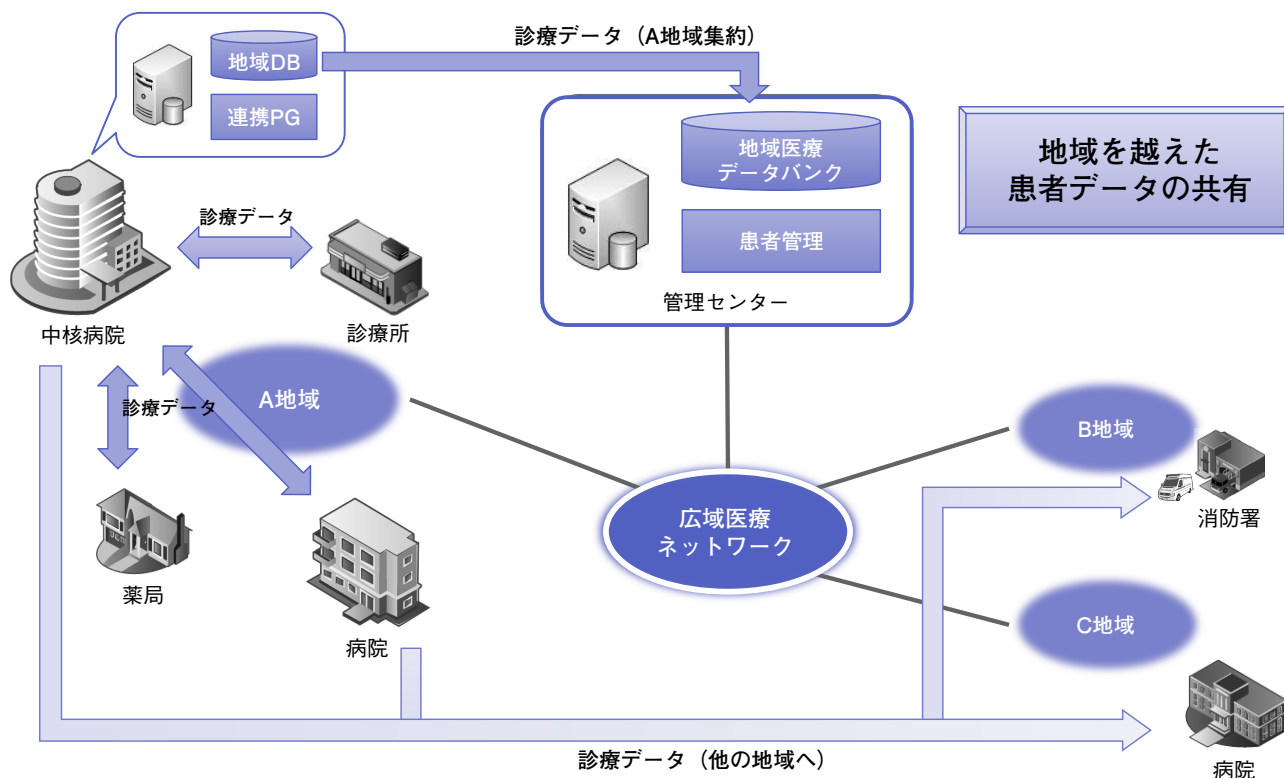 診療データ（A地域集約）
地域DB
連携PG
地域医療
データバンク
患者管理
管理センター
地域を越えた
患者データの共有
診療データ
中核病院
診療所
A地域
診療データ
B地域
消防署
広域医療
ネットワーク
薬局
病院
C地域
診療データ（他の地域へ）
病院